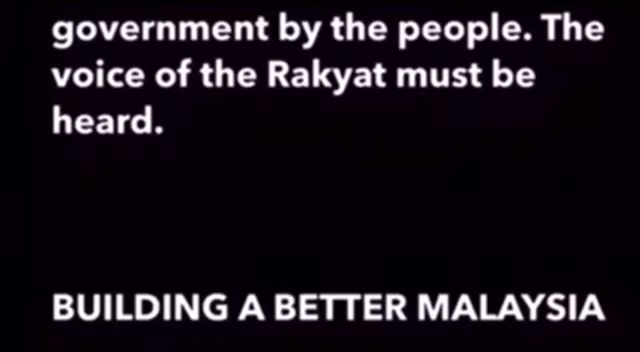 government by the people. The
voice of the Rakyat must be
heard.
BUILDING A BETTER MALAYSIA